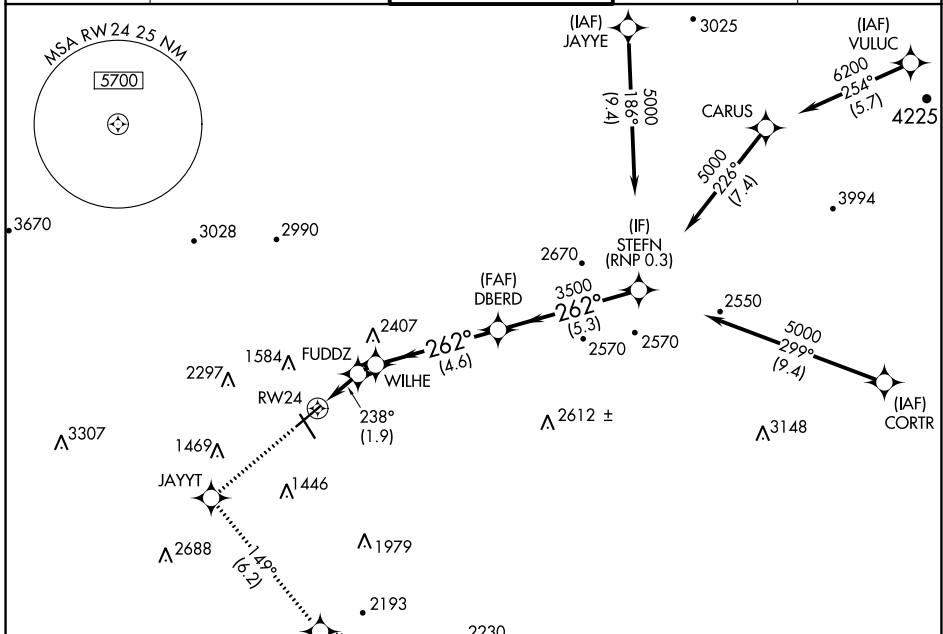 MSA RW24 25 NM
5700
(IAF)
JAYYE
3025
(IAF)
VULUC
6200
254°
(5.7)
4225
5000
186°
(9.4)
CARUS
5000
226°
(7.4)
3994
3670
3028
2990
(IF)
STEFN
(RNP 0.3)
2670
(FAF)
DBERD
3500
262°
(5.3)
2550
5000
299°
(9.4)
2407
262°
(4.6)
2570
2570
1584
FUDDZ
WILHE
2297
RW24
238°
(1.9)
(IAF)
CORTR
2612 ±
3148
3307
1469
JAYYT
1446
2688
149°
(6.2)
1979
2193
2230